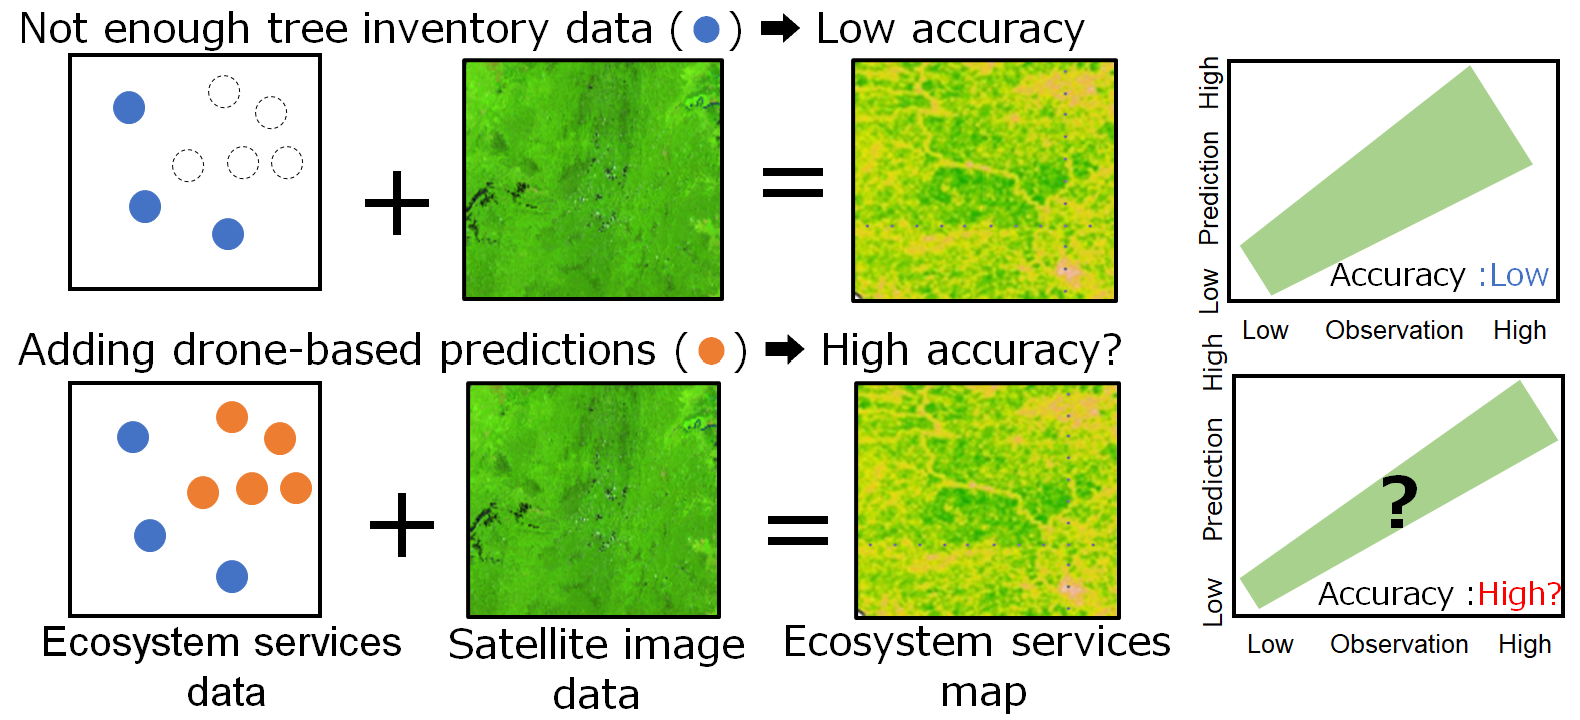 Not enough tree inventory data ( ) ➡ Low accuracy
+
=
High
Prediction
Low
Accuracy :Low
Low Observation High
Adding drone-based predictions ( ) ➡ High accuracy?
+
=
High
Prediction
Low
?
Accuracy :High?
Low Observation High
Ecosystem services
data
Satellite image
data
Ecosystem services
map